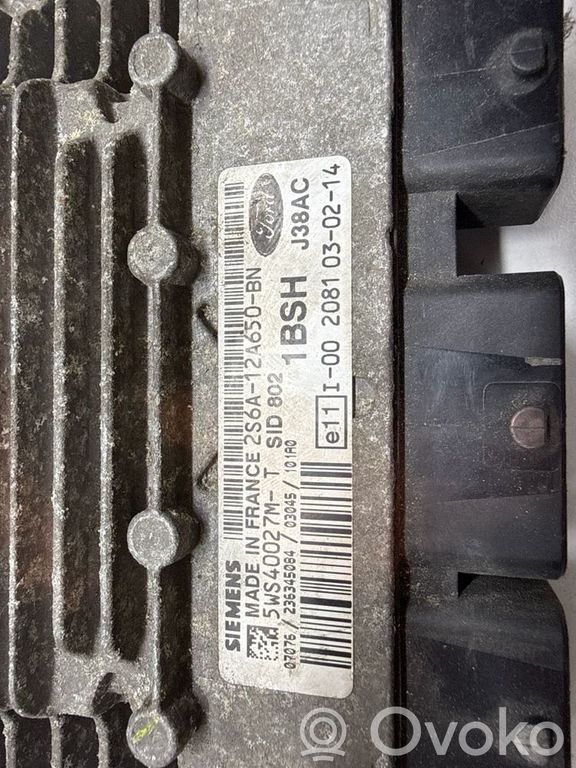 SIEMENS
Ford
MADE IN FRANCE 2S6A-12A650-BN
5WS40027M-T SID 802 1BSH J38AC
07076 / 236345084 / 03045 / 101A0
e11 I-00 2081 03-02-14
Ovoko